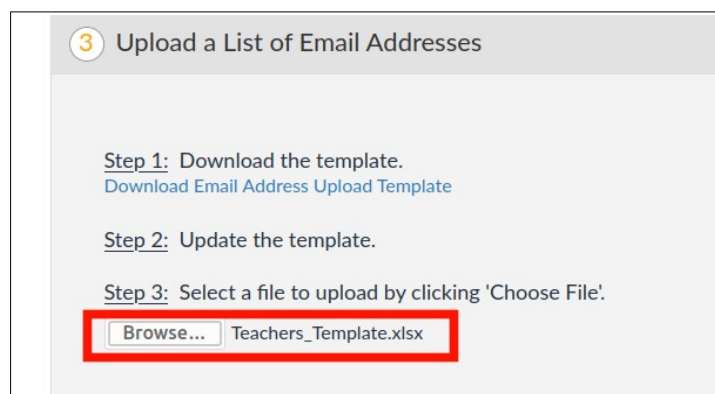 3 Upload a List of Email Addresses
Step 1: Download the template.
Download Email Address Upload Template
Step 2: Update the template.
Step 3: Select a file to upload by clicking 'Choose File'.
Browse... Teachers_Template.xlsx